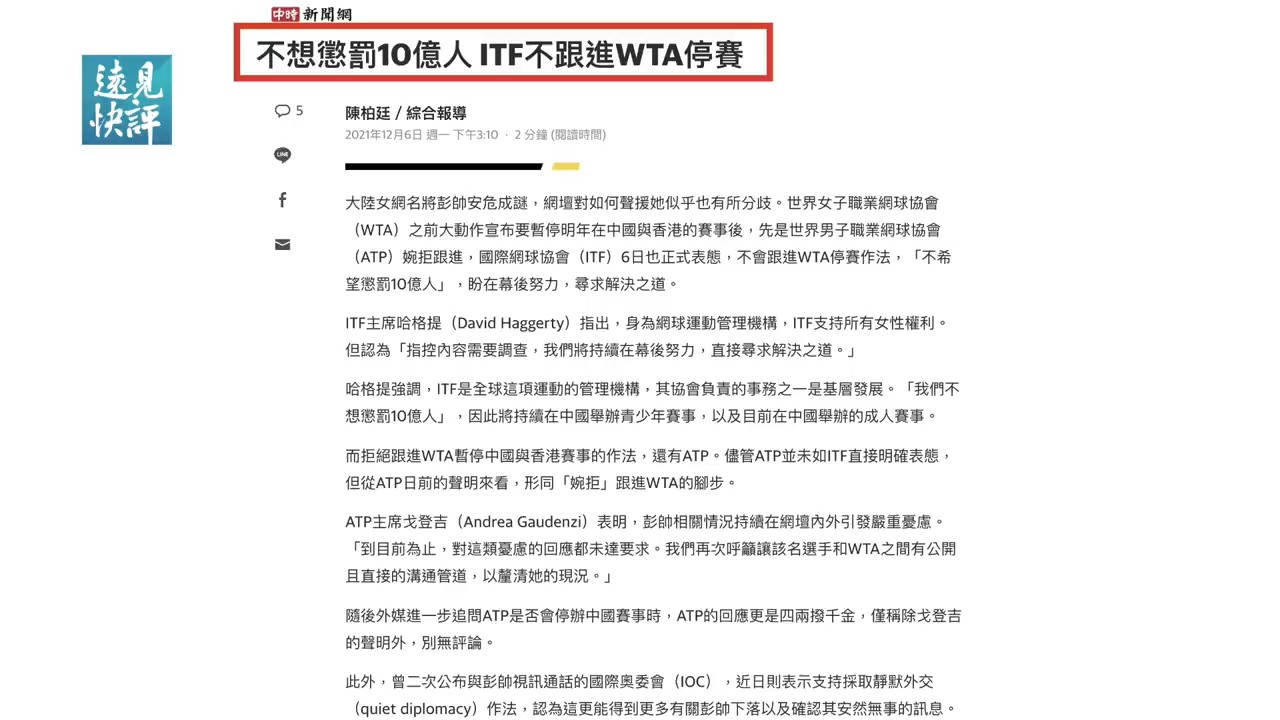 中時 新聞網
不想懲罰10億人 ITF不跟進WTA停賽
遠見
快評
5
陳柏廷 / 綜合報導
2021年12月6日 週一 下午3:10 · 2 分鐘 (閱讀時間)
LINE
大陸女網名將彭帥安危成謎，網壇對如何聲援她似乎也有所分歧。世界女子職業網球協會
（WTA）之前大動作宣布要暫停明年在中國與香港的賽事後，先是世界男子職業網球協會
（ATP）婉拒跟進，國際網球協會（ITF）6日也正式表態，不會跟進WTA停賽作法，「不希
望懲罰10億人」，盼在幕後努力，尋求解決之道。
ITF主席哈格提（David Haggerty）指出，身為網球運動管理機構，ITF支持所有女性權利。
但認為「指控內容需要調查，我們將持續在幕後努力，直接尋求解決之道。」
哈格提強調，ITF是全球這項運動的管理機構，其協會負責的事務之一是基層發展。「我們不
想懲罰10億人」，因此將持續在中國舉辦青少年賽事，以及目前在中國舉辦的成人賽事。
而拒絕跟進WTA暫停中國與香港賽事的作法，還有ATP。儘管ATP並未如ITF直接明確表態，
但從ATP日前的聲明來看，形同「婉拒」跟進WTA的腳步。
ATP主席戈登吉（Andrea Gaudenzi）表明，彭帥相關情況持續在網壇內外引發嚴重憂慮。
「到目前為止，對這類憂慮的回應都未達要求。我們再次呼籲讓該名選手和WTA之間有公開
且直接的溝通管道，以釐清她的現況。」
隨後外媒進一步追問ATP是否會停辦中國賽事時，ATP的回應更是四兩撥千金，僅稱除戈登吉
的聲明外，別無評論。
此外，曾二次公布與彭帥視訊通話的國際奧委會（IOC），近日則表示支持採取靜默外交
（quiet diplomacy）作法，認為這更能得到更多有關彭帥下落以及確認其安然無事的訊息。